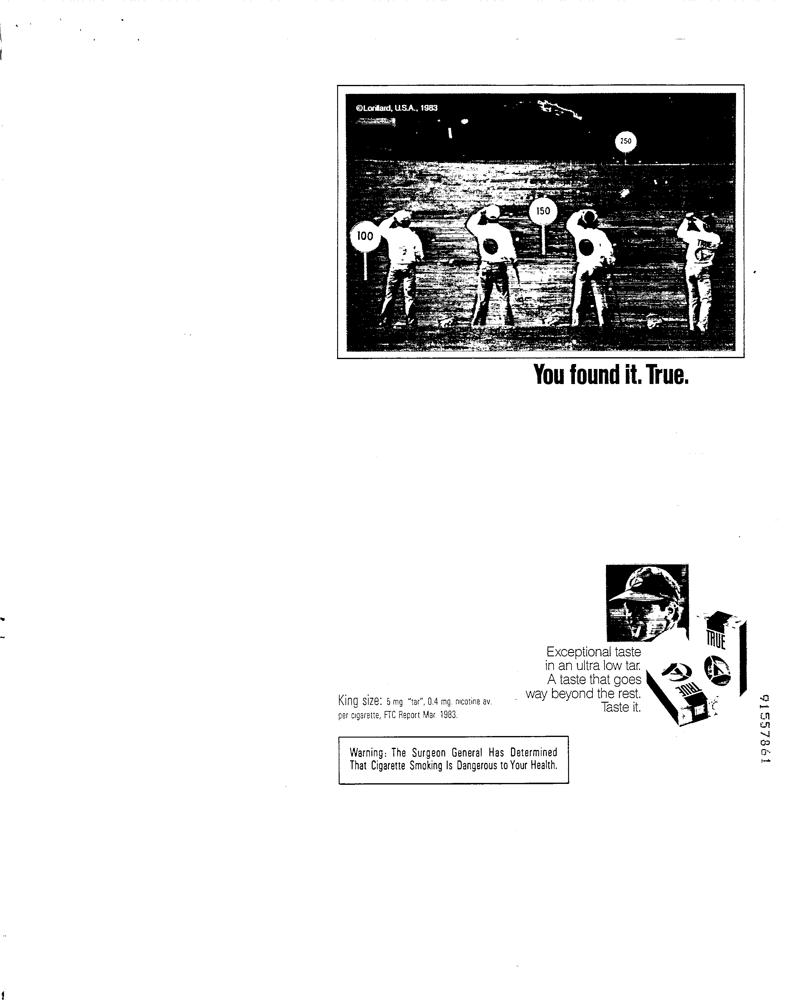 ©Lorillard, U.S.A., 1983
250
150
100
TRUE
You found it. True.
Exceptional taste
in an ultra low tar.
A taste that goes
way beyond the rest.
Taste it.
TRUE
TRUE
King size: 5 mg. "tar", 0.4 mg. nicotine av.
per cigarette, FTC Report Mar. 1983.
Warning: The Surgeon General Has Determined
That Cigarette Smoking Is Dangerous to Your Health.
91557861